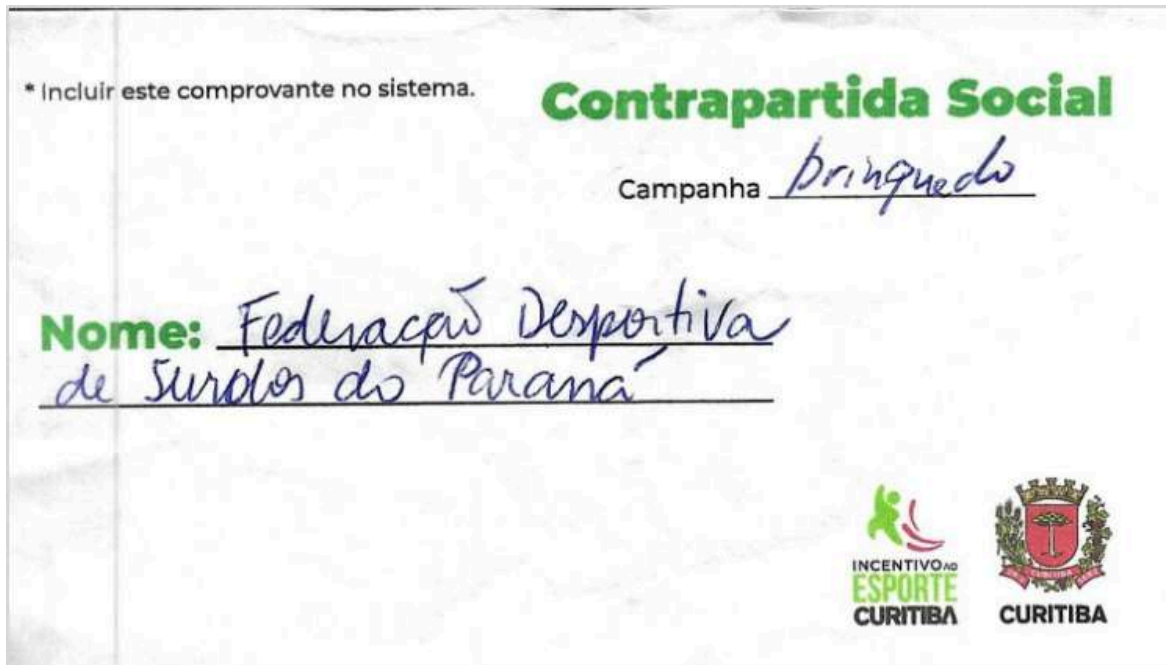 * Incluir este comprovante no sistema.
Contrapartida Social
Campanha brinquedo
Nome: Federação Desportiva
de Surdos do Paraná
INCENTIVO AO
ESPORTE
CURITIBA
CURITIBA